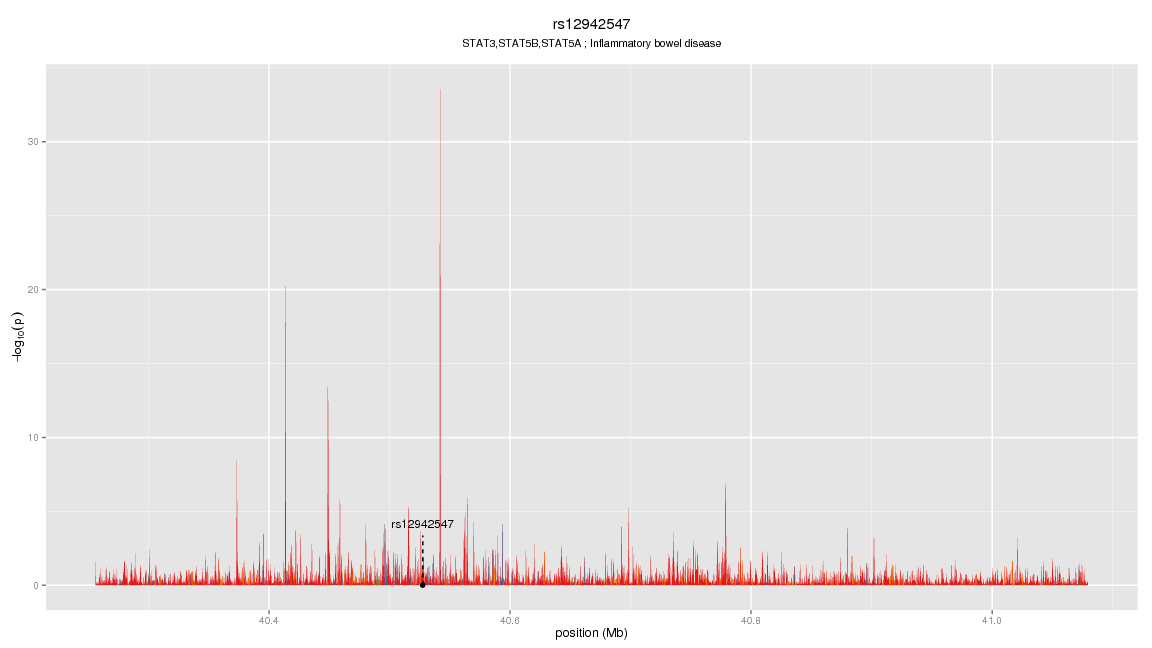 rs12942547
STAT3,STAT5B,STAT5A ; Inflammatory bowel disease
30
20
10
0
−log10(p)
rs12942547
40.4
40.6
40.8
41.0
position (Mb)